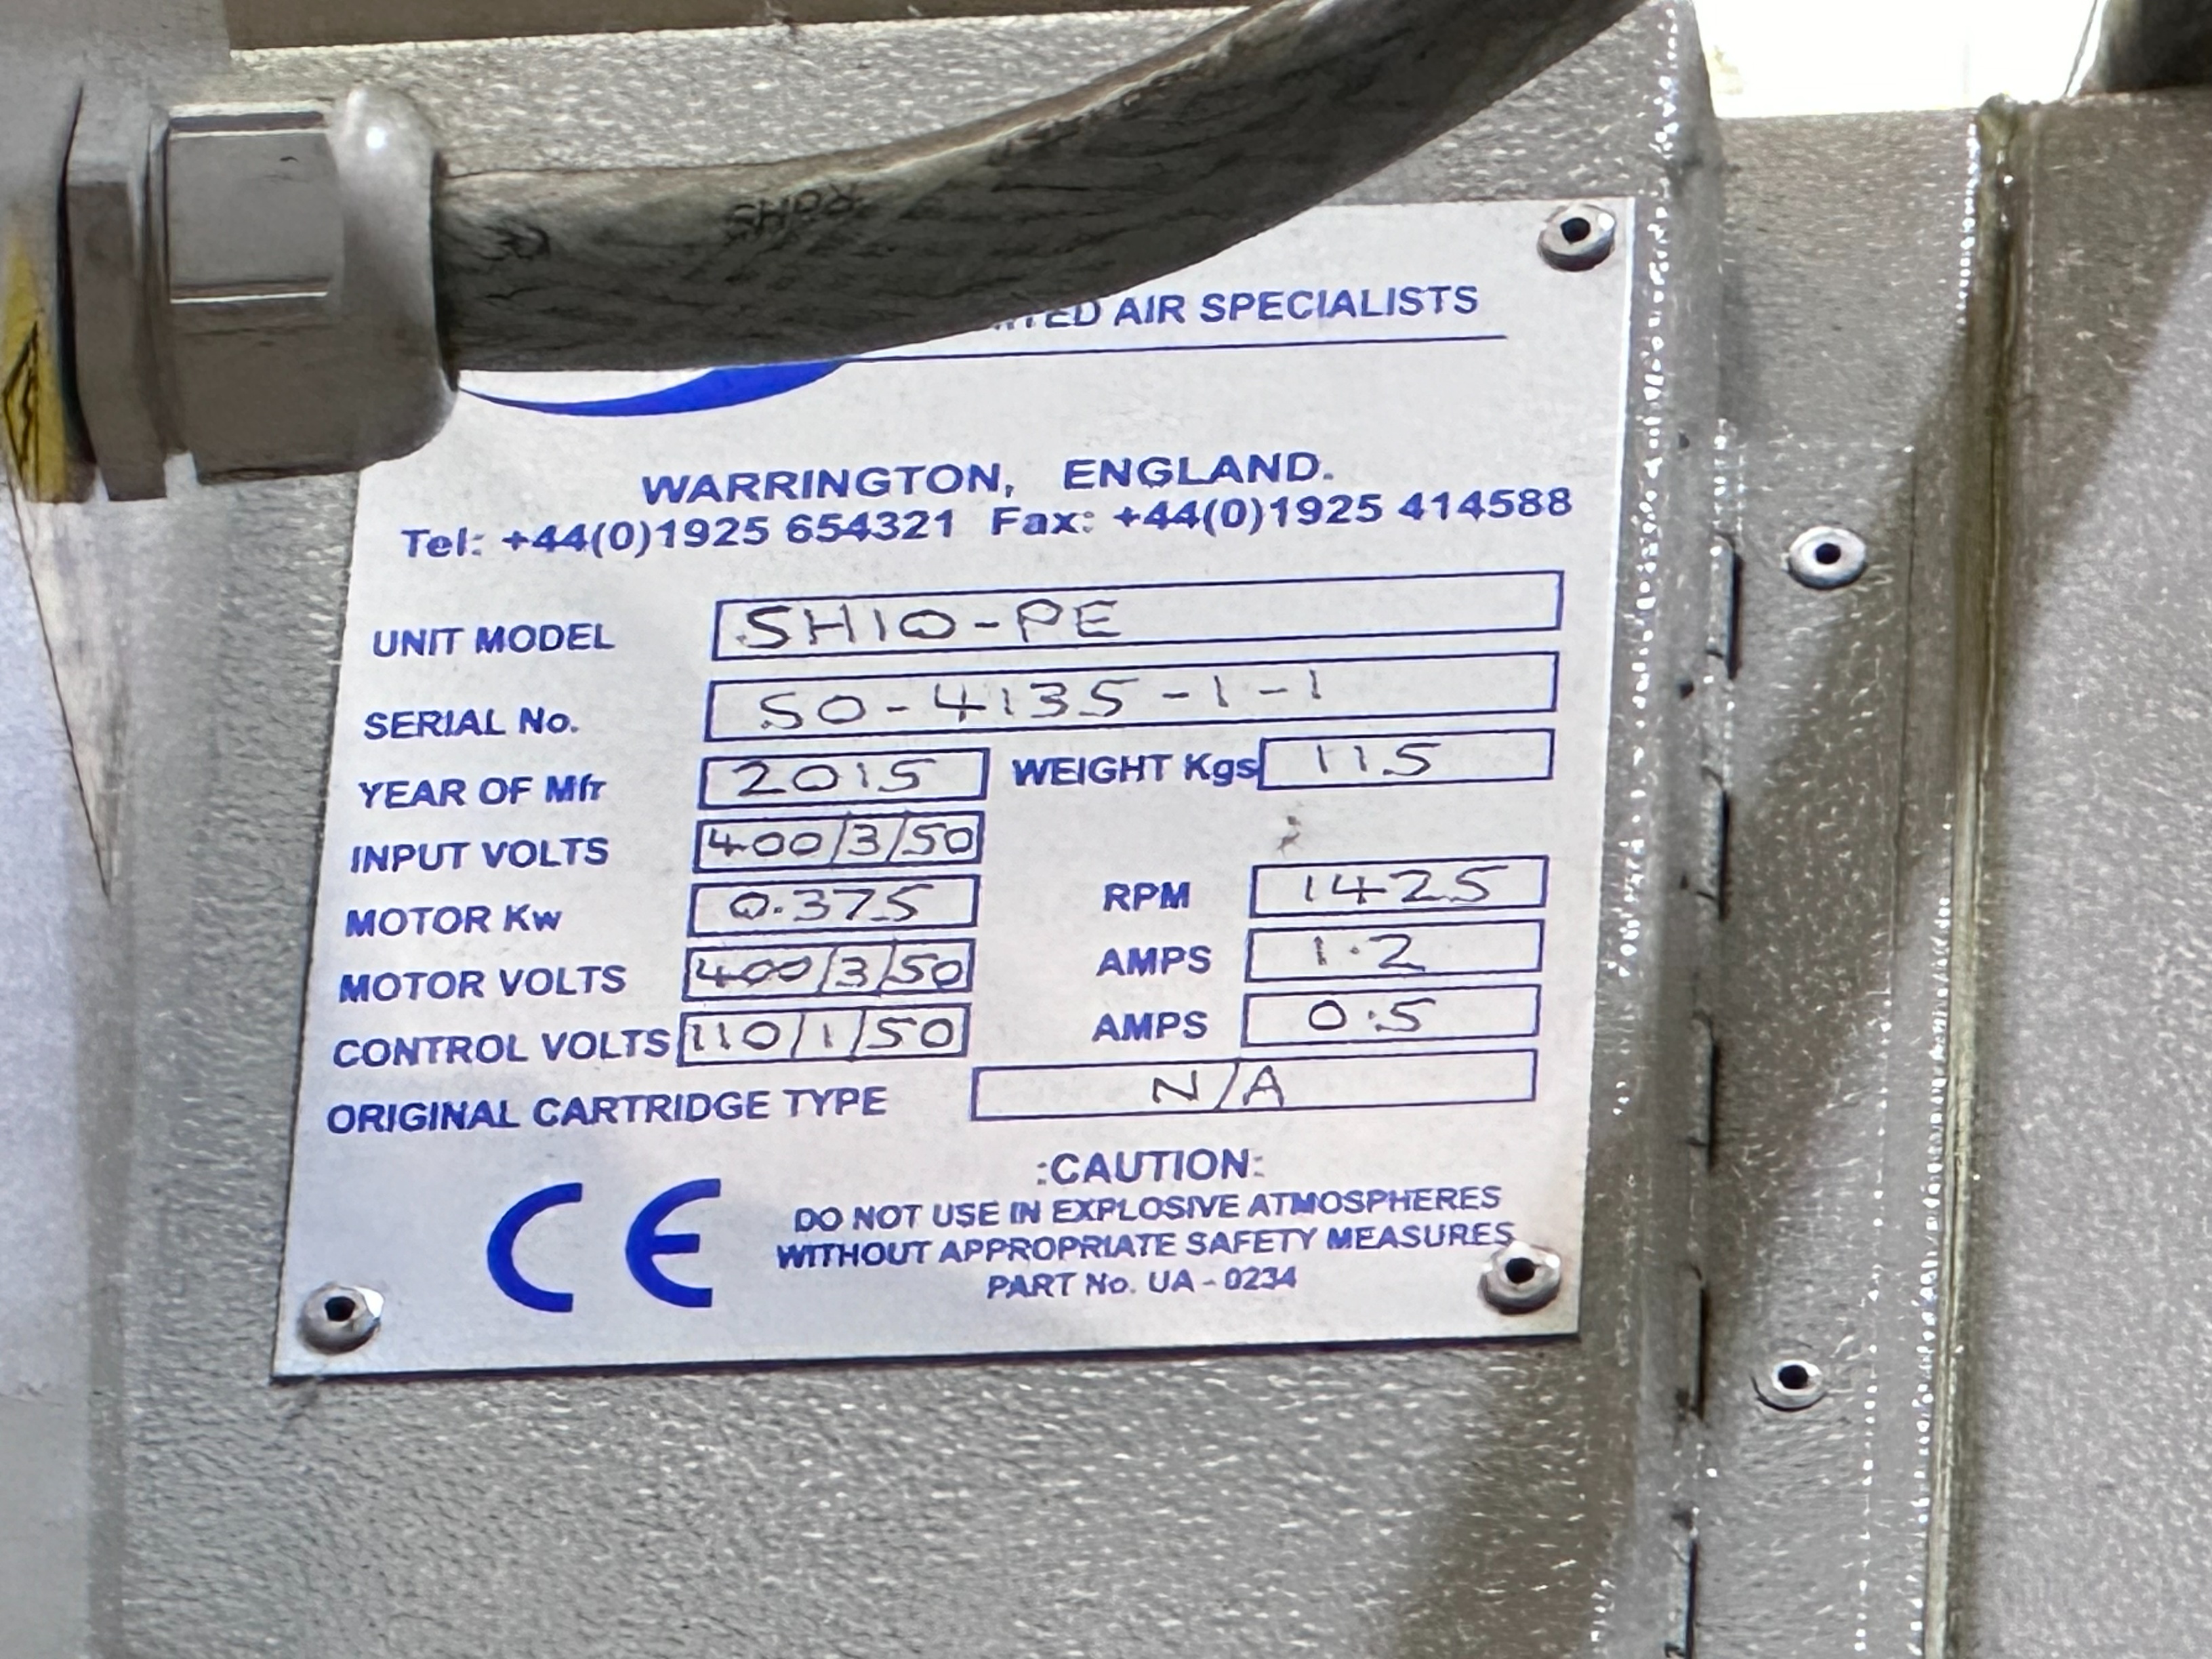 AIR SPECIALISTS
WARRINGTON, ENGLAND.
Tel: +44(0)1925 654321 Fax: +44(0)1925 414588
UNIT MODEL SH10-PE
SERIAL No. SO-4135-1-1
YEAR OF Mfr 2015 WEIGHT Kgs 115
INPUT VOLTS 400/3/50
MOTOR Kw 0.375 RPM 1425
MOTOR VOLTS 400/3/50 AMPS 1.2
CONTROL VOLTS 110/1/50 AMPS 0.5
ORIGINAL CARTRIDGE TYPE N/A
:CAUTION:
CE
DO NOT USE IN EXPLOSIVE ATMOSPHERES
WITHOUT APPROPRIATE SAFETY MEASURES
PART No. UA - 0234